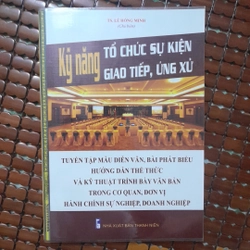 Kỹ năng
TỔ CHỨC SỰ KIỆN
GIAO TIẾP, ỨNG XỬ
TUYỂN TẬP MẪU DIỄN VĂN, BÀI PHÁT BIỂU
HƯỚNG DẪN THỂ THỨC
VÀ KỸ THUẬT TRÌNH BÀY VĂN BẢN
TRONG CƠ QUAN, ĐƠN VỊ
HÀNH CHÍNH SỰ NGHIỆP, DOANH NGHIỆP
NHÀ XUẤT BẢN THANH NIÊN